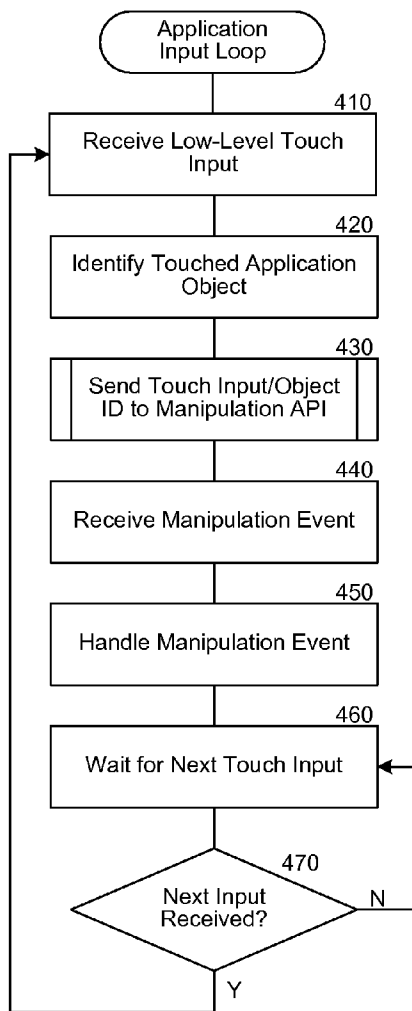 Application
Input Loop
410
Receive Low-Level Touch
Input
420
Identify Touched Application
Object
430
Send Touch Input/Object
ID to Manipulation API
440
Receive Manipulation Event
450
Handle Manipulation Event
460
Wait for Next Touch Input
470
Next Input
Received?
N
Y